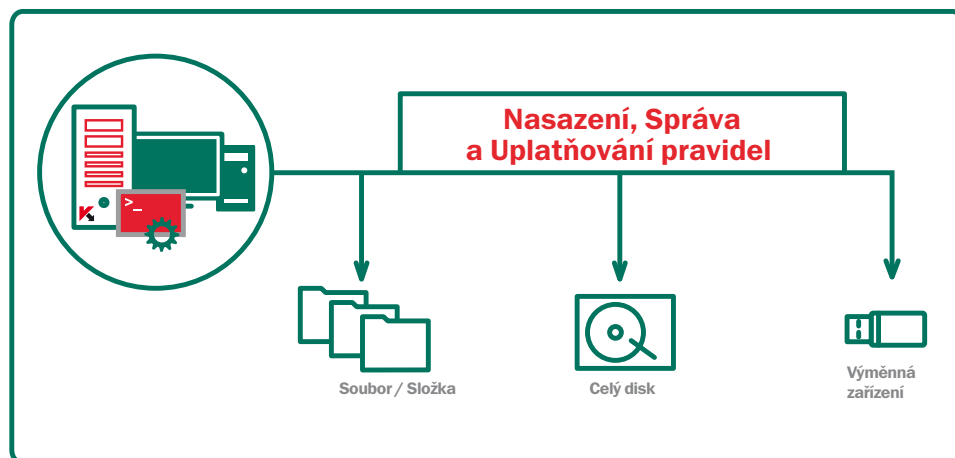 Nasazení, Správa
a Uplatňování pravidel
>_
Soubor / Složka
Celý disk
Výměnná
zařízení